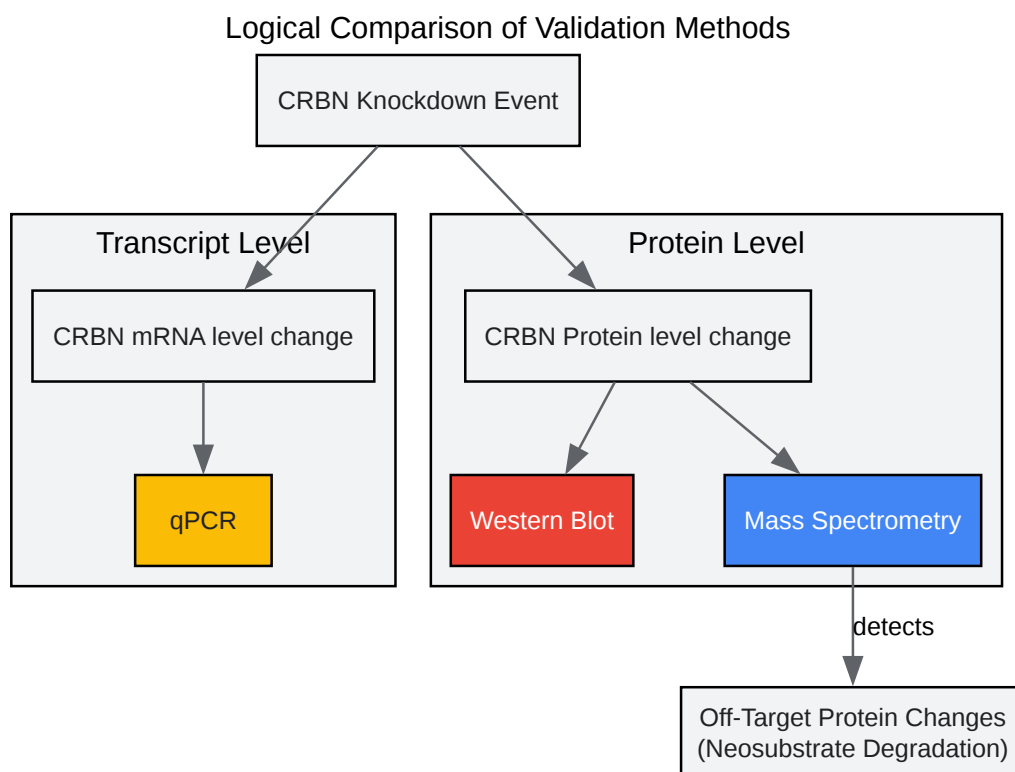 Logical Comparison of Validation Methods
CRBN Knockdown Event
Transcript Level
Protein Level
CRBN mRNA level change
CRBN Protein level change
qPCR
Western Blot
Mass Spectrometry
detects
Off-Target Protein Changes
(Neosubstrate Degradation)